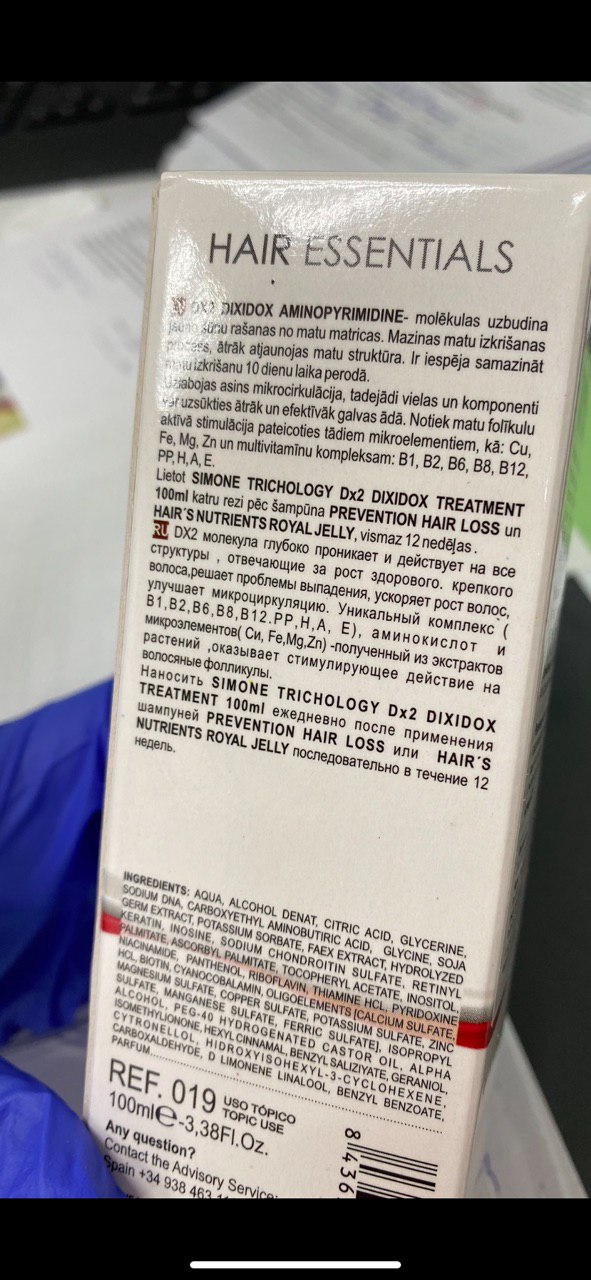 HAIR ESSENTIALS
DX2 DIXIDOX AMINOPYRIMIDINE- molēkulas uzbudina
jauno šūnu rašanas no matu matricas. Mazinas matu izkrišanas
process, ātrāk atjaunojas matu struktūra. Ir iespēja samazināt
matu izkrišanu 10 dienu laika perodā.
Uzlabojas asins mikrocirkulācija, tadejādi vielas un komponenti
var uzsūkties ātrāk un efektīvāk galvas ādā. Notiek matu folīkulu
aktīvā stimulācija pateicoties tādiem mikroelementiem, kā: Cu,
Fe, Mg, Zn un multivitamīnu kompleksam: B1, B2, B6, B8, B12,
PP, H, A, E.
Lietot SIMONE TRICHOLOGY Dx2 DIXIDOX TREATMENT
100ml katru rezi pēc šampūna PREVENTION HAIR LOSS un
HAIR´S NUTRIENTS ROYAL JELLY, vismaz 12 nedēļas.
RU DX2 молекула глубоко проникает и действует на все
структуры , отвечающие за рост здорового. крепкого
волоса,решает проблемы выпадения, ускоряет рост волос,
улучшает микроциркуляцию. Уникальный комплекс (
B1,B2,B6,B8,B12.PP,H,A, E), аминокислот и
микроэлементов( Си, Fe,Mg,Zn) -полученный из экстрактов
растений ,оказывает стимулирующее действие на
волосяные фолликулы.
Наносить SIMONE TRICHOLOGY Dx2 DIXIDOX
TREATMENT 100ml ежедневно после применения
шампуней PREVENTION HAIR LOSS или HAIR´S
NUTRIENTS ROYAL JELLY последовательно в течение 12
недель.
INGREDIENTS: AQUA, ALCOHOL DENAT, CITRIC ACID, GLYCERINE,
SODIUM DNA, CARBOXYETHYL AMINOBUTIRIC ACID, GLYCINE, SOJA
GERM EXTRACT, POTASSIUM SORBATE, FAEX EXTRACT, HYDROLYZED
KERATIN, INOSINE, SODIUM CHONDROITIN SULFATE, RETINYL
PALMITATE, ASCORBYL PALMITATE, TOCOPHERYL ACETATE, INOSITOL,
NIACINAMIDE, PANTHENOL, RIBOFLAVIN, THIAMINE HCL, PYRIDOXINE
HCL, BIOTIN, CYANOCOBALAMIN, OLIGOELEMENTS [CALCIUM SULFATE,
MAGNESIUM SULFATE, COPPER SULFATE, POTASSIUM SULFATE, ZINC
SULFATE, MANGANESE SULFATE, FERRIC SULFATE], ISOPROPYL
ALCOHOL, PEG-40 HYDROGENATED CASTOR OIL, ALPHA
ISOMETHYLIONONE, HEXYL CINNAMAL, BENZYL SALIZIYATE, GERANIOL,
CYTRONELLOL, HIDROXYISOHEXYL-3-CYCLOHEXENE,
CARBOXALDEHYDE, D LIMONENE LINALOOL, BENZYL BENZOATE,
PARFUM
REF. 019 USO TÓPICO
TOPIC USE
100ml e -3,38Fl.Oz.
Any question?
Contact the Advisory Service:
Spain +34 938 463
8 436